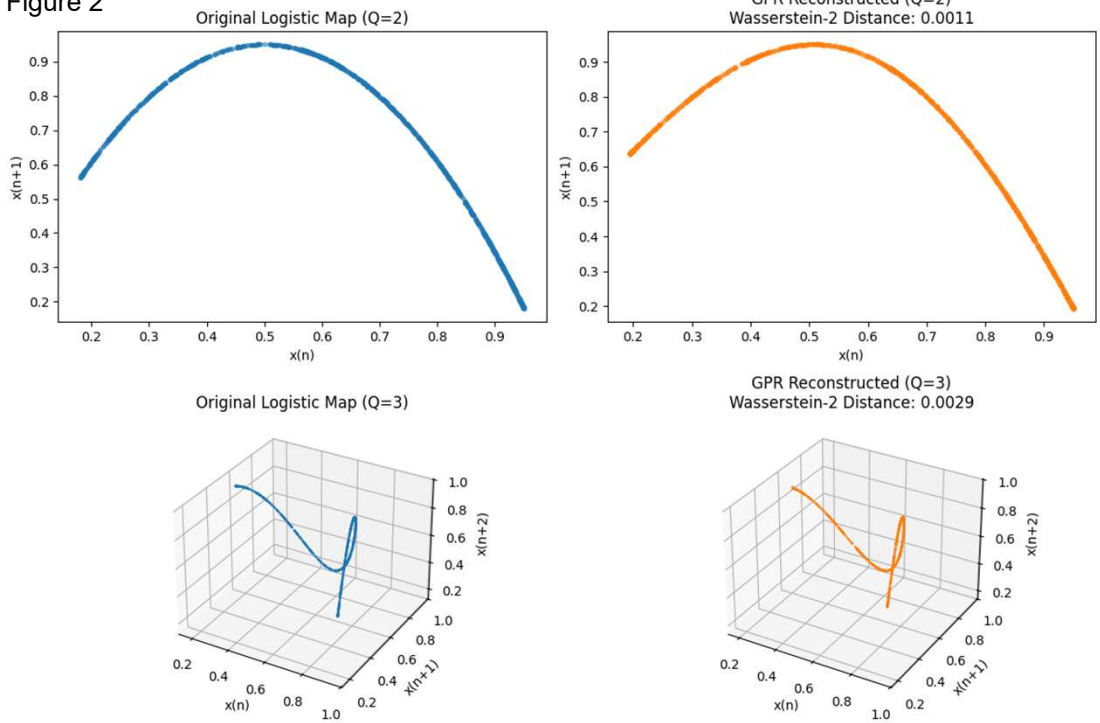 Figure 2
Original Logistic Map (Q=2)
GPR Reconstructed (Q=2)
Wasserstein-2 Distance: 0.0011
x(n+1)
0.9
0.8
0.7
0.6
0.5
0.4
0.3
0.2
0.2 0.3 0.4 0.5 0.6 0.7 0.8 0.9
x(n)
x(n+1)
0.9
0.8
0.7
0.6
0.5
0.4
0.3
0.2
0.2 0.3 0.4 0.5 0.6 0.7 0.8 0.9
x(n)
Original Logistic Map (Q=3)
1.0
0.8
0.6
0.4
0.2
x(n+2)
1.0
0.8
0.6
0.4
0.2
x(n+1)
0.2
0.4
0.6
0.8
1.0
x(n)
GPR Reconstructed (Q=3)
Wasserstein-2 Distance: 0.0029
1.0
0.8
0.6
0.4
0.2
x(n+2)
1.0
0.8
0.6
0.4
0.2
x(n+1)
0.2
0.4
0.6
0.8
1.0
x(n)